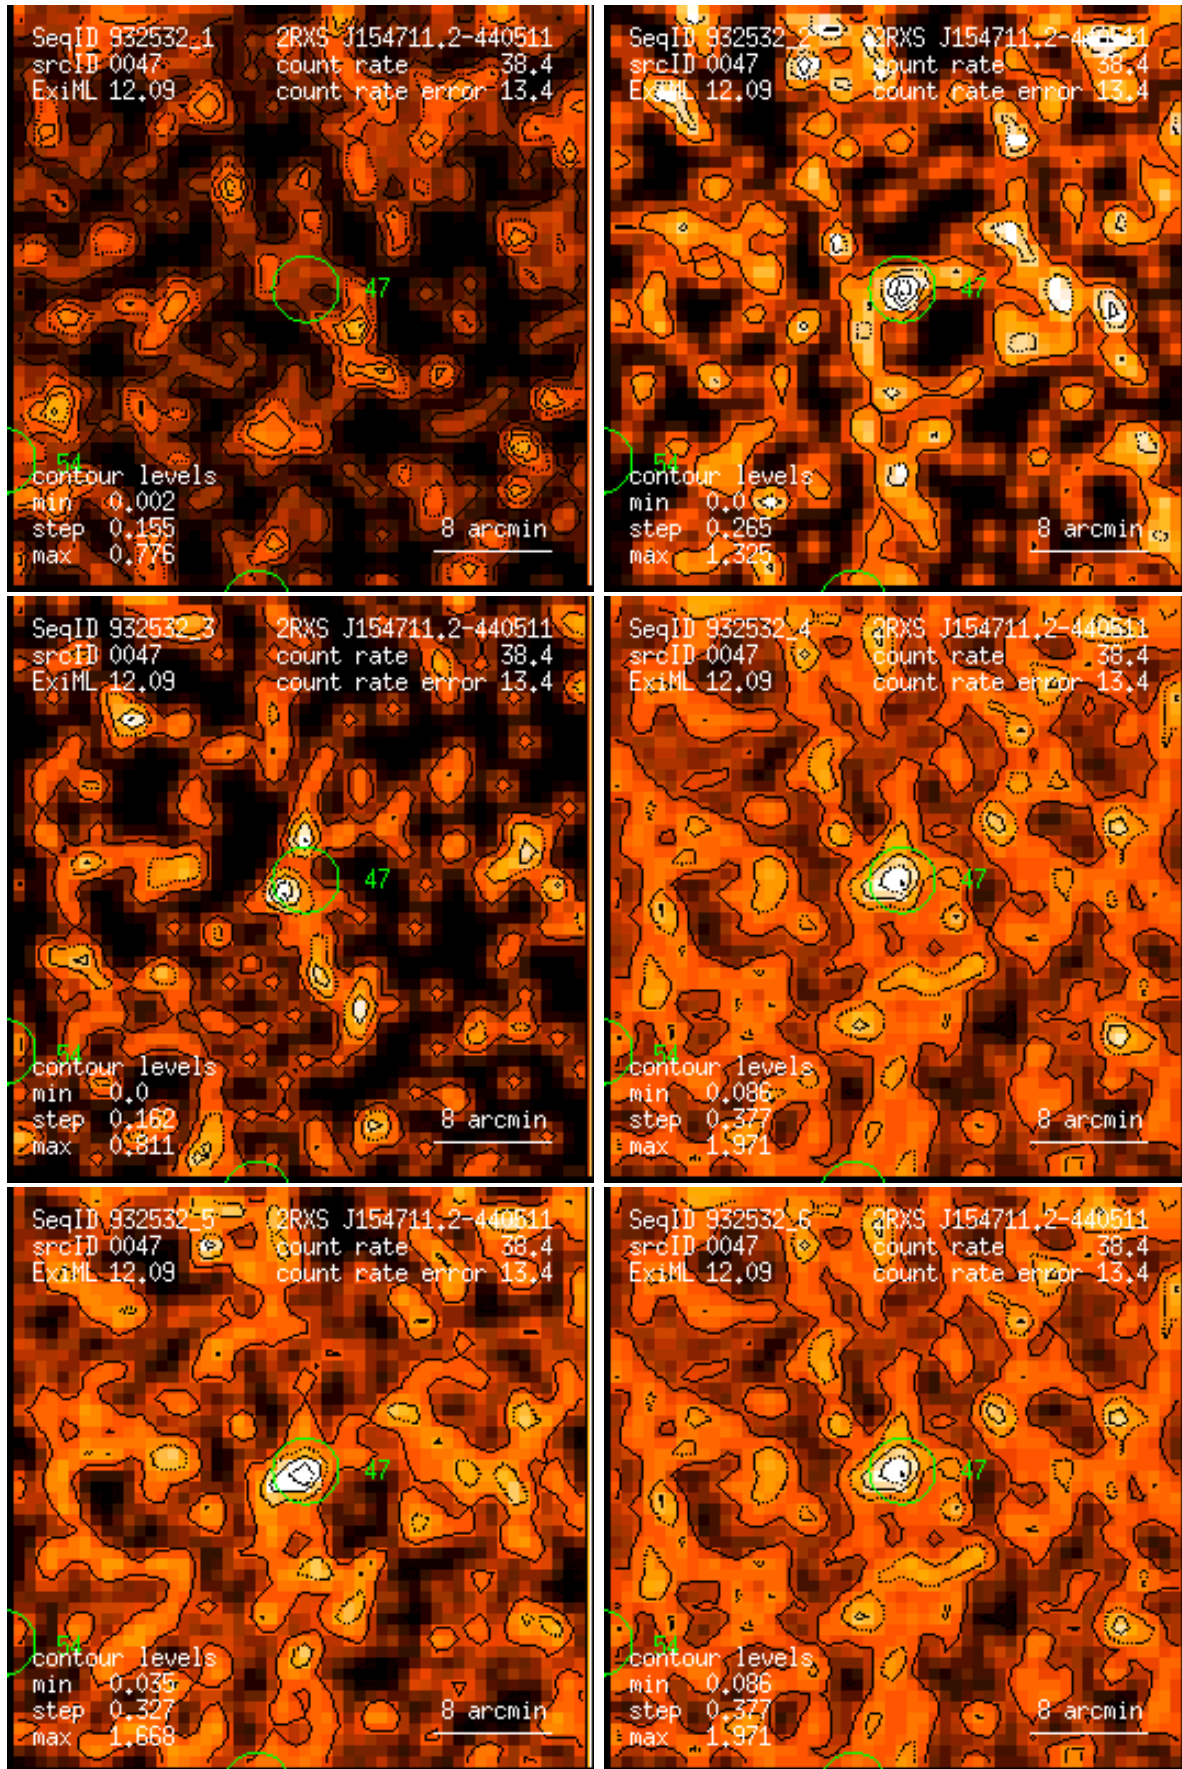 SeqID 932532_1 2RXS J154711.2-440511
srcID 0047 count rate 38.4
ExiML 12.09 count rate error 13.4
47
54
contour levels
min 0.002
step 0.155 8 arcmin
max 0.776
SeqID 932532_2 2RXS J154711.2-440511
srcID 0047 count rate 38.4
ExiML 12.09 count rate error 13.4
47
54
contour levels
min 0.0
step 0.265 8 arcmin
max 1.325
SeqID 932532_3 2RXS J154711.2-440511
srcID 0047 count rate 38.4
ExiML 12.09 count rate error 13.4
47
54
contour levels
min 0.0
step 0.162 8 arcmin
max 0.811
SeqID 932532_4 2RXS J154711.2-440511
srcID 0047 count rate 38.4
ExiML 12.09 count rate error 13.4
47
54
contour levels
min 0.086
step 0.377 8 arcmin
max 1.971
SeqID 932532_5 2RXS J154711.2-440511
srcID 0047 count rate 38.4
ExiML 12.09 count rate error 13.4
47
54
contour levels
min 0.035
step 0.327 8 arcmin
max 1.668
SeqID 932532_6 2RXS J154711.2-440511
srcID 0047 count rate 38.4
ExiML 12.09 count rate error 13.4
47
54
contour levels
min 0.086
step 0.377 8 arcmin
max 1.971